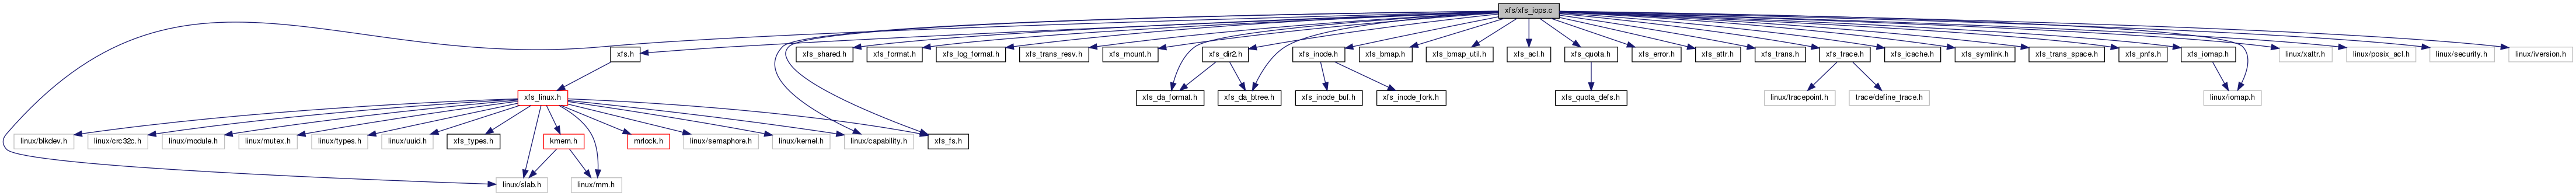 xfs/xfs_iops.c
xfs.h
xfs_shared.h
xfs_format.h
xfs_log_format.h
xfs_trans_resv.h
xfs_mount.h
xfs_dir2.h
xfs_inode.h
xfs_bmap.h
xfs_bmap_util.h
xfs_acl.h
xfs_quota.h
xfs_error.h
xfs_attr.h
xfs_trans.h
xfs_trace.h
xfs_icache.h
xfs_symlink.h
xfs_trans_space.h
xfs_pnfs.h
xfs_iomap.h
linux/xattr.h
linux/posix_acl.h
linux/security.h
linux/iversion.h
xfs_linux.h
xfs_da_format.h
xfs_da_btree.h
xfs_inode_buf.h
xfs_inode_fork.h
xfs_quota_defs.h
linux/tracepoint.h
trace/define_trace.h
linux/iomap.h
linux/blkdev.h
linux/crc32c.h
linux/module.h
linux/mutex.h
linux/types.h
linux/uuid.h
xfs_types.h
kmem.h
mrlock.h
linux/semaphore.h
linux/kernel.h
linux/capability.h
xfs_fs.h
linux/slab.h
linux/mm.h